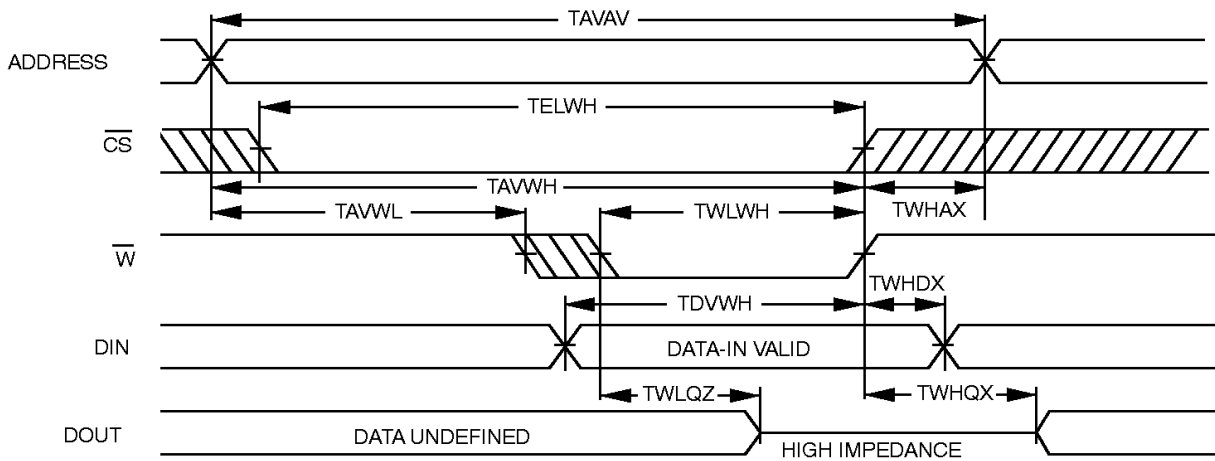 TAVAV
ADDRESS
TELWH
CS
TAVWH
TAVWL
TWLWH
TWHAX
W
TWHDX
TDVWH
DIN
DATA-IN VALID
TWLQZ
TWHQX
DOUT
DATA UNDEFINED
HIGH IMPEDANCE